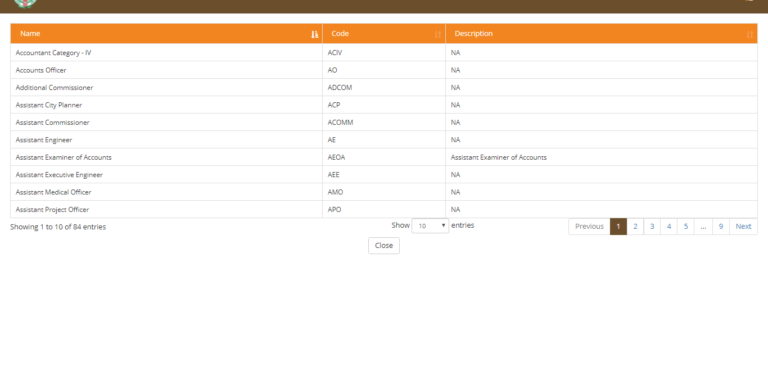 Name Code Description
Accountant Category - IV ACIV NA
Accounts Officer AO NA
Additional Commissioner ADCOM NA
Assistant City Planner ACP NA
Assistant Commissioner ACOMM NA
Assistant Engineer AE NA
Assistant Examiner of Accounts AEOA Assistant Examiner of Accounts
Assistant Executive Engineer AEE NA
Assistant Medical Officer AMO NA
Assistant Project Officer APO NA
Showing 1 to 10 of 84 entries Show 10 entries Previous 1 2 3 4 5 ... 9 Next
Close